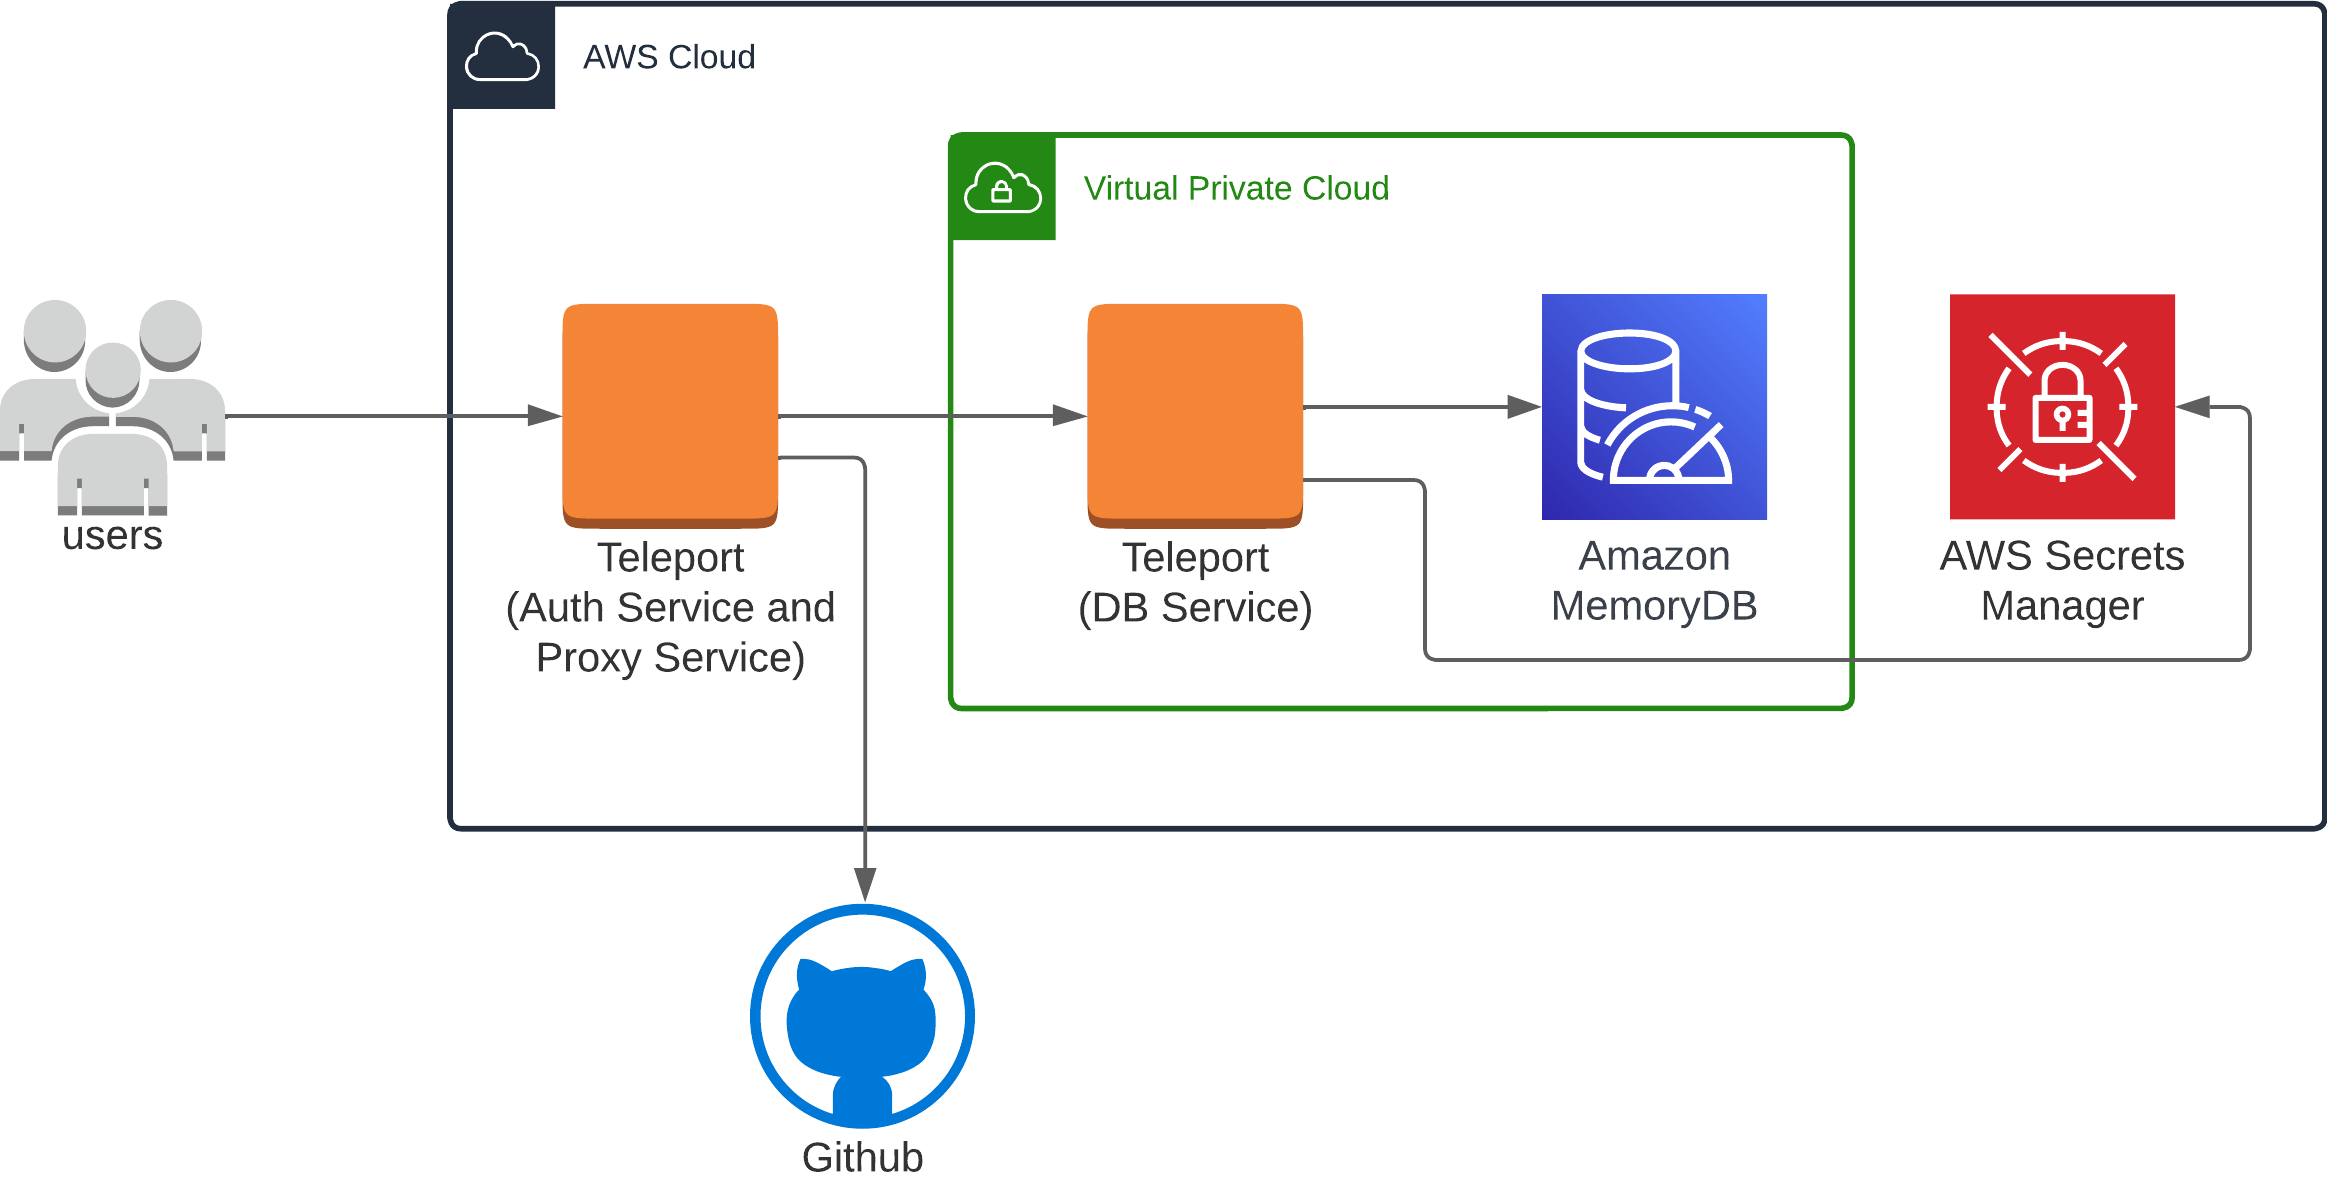 AWS Cloud
Virtual Private Cloud
users
Teleport
(Auth Service and
Proxy Service)
Teleport
(DB Service)
Amazon
MemoryDB
AWS Secrets
Manager
Github